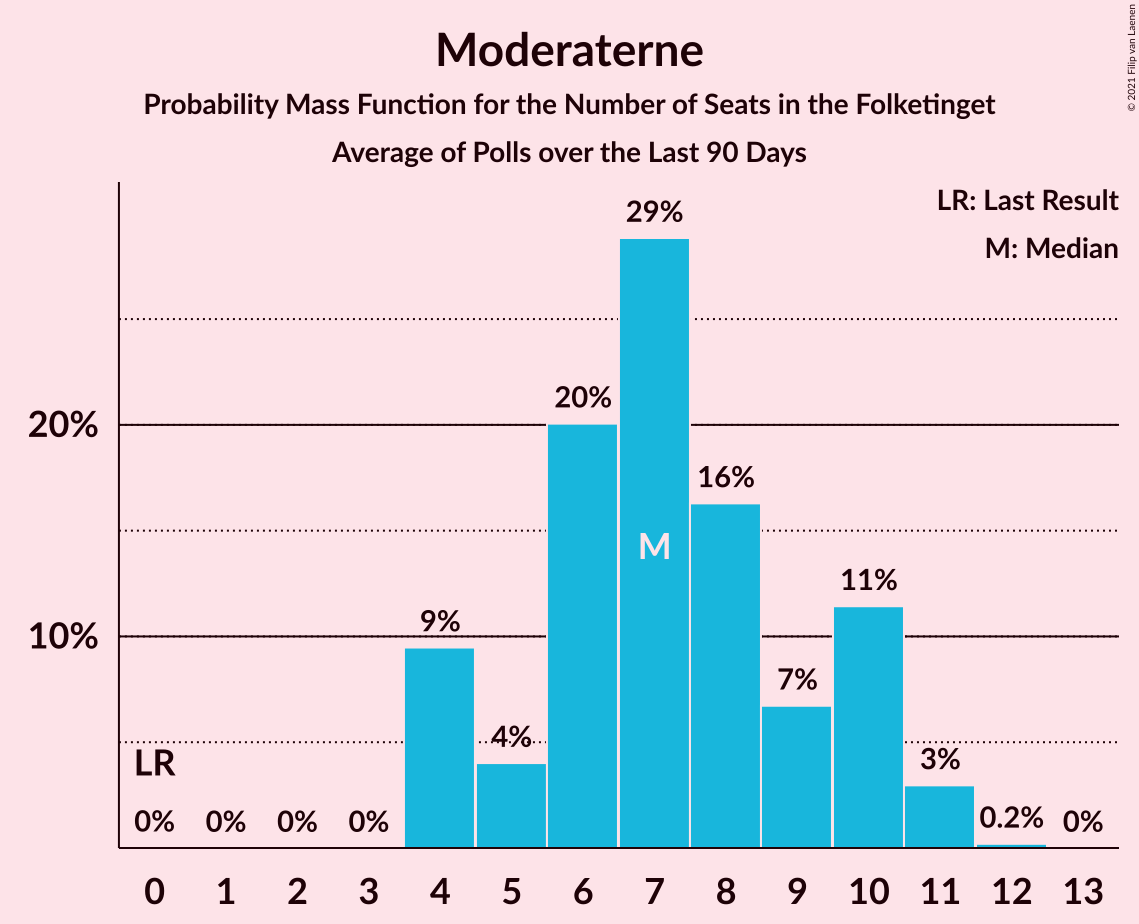 Moderaterne
Probability Mass Function for the Number of Seats in the Folketinget
Average of Polls over the Last 90 Days
© 2021 Filip van Laenen
LR: Last Result
M: Median
29%
20%
20%
16%
M
11%
10%
9%
7%
4%
LR
3%
0% 0% 0% 0% 0.2% 0%
0 1 2 3 4 5 6 7 8 9 10 11 12 13